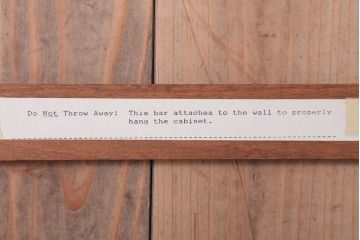 Do Not Throw Away:  This bar attaches to the wall to properly
hang the cabinet.